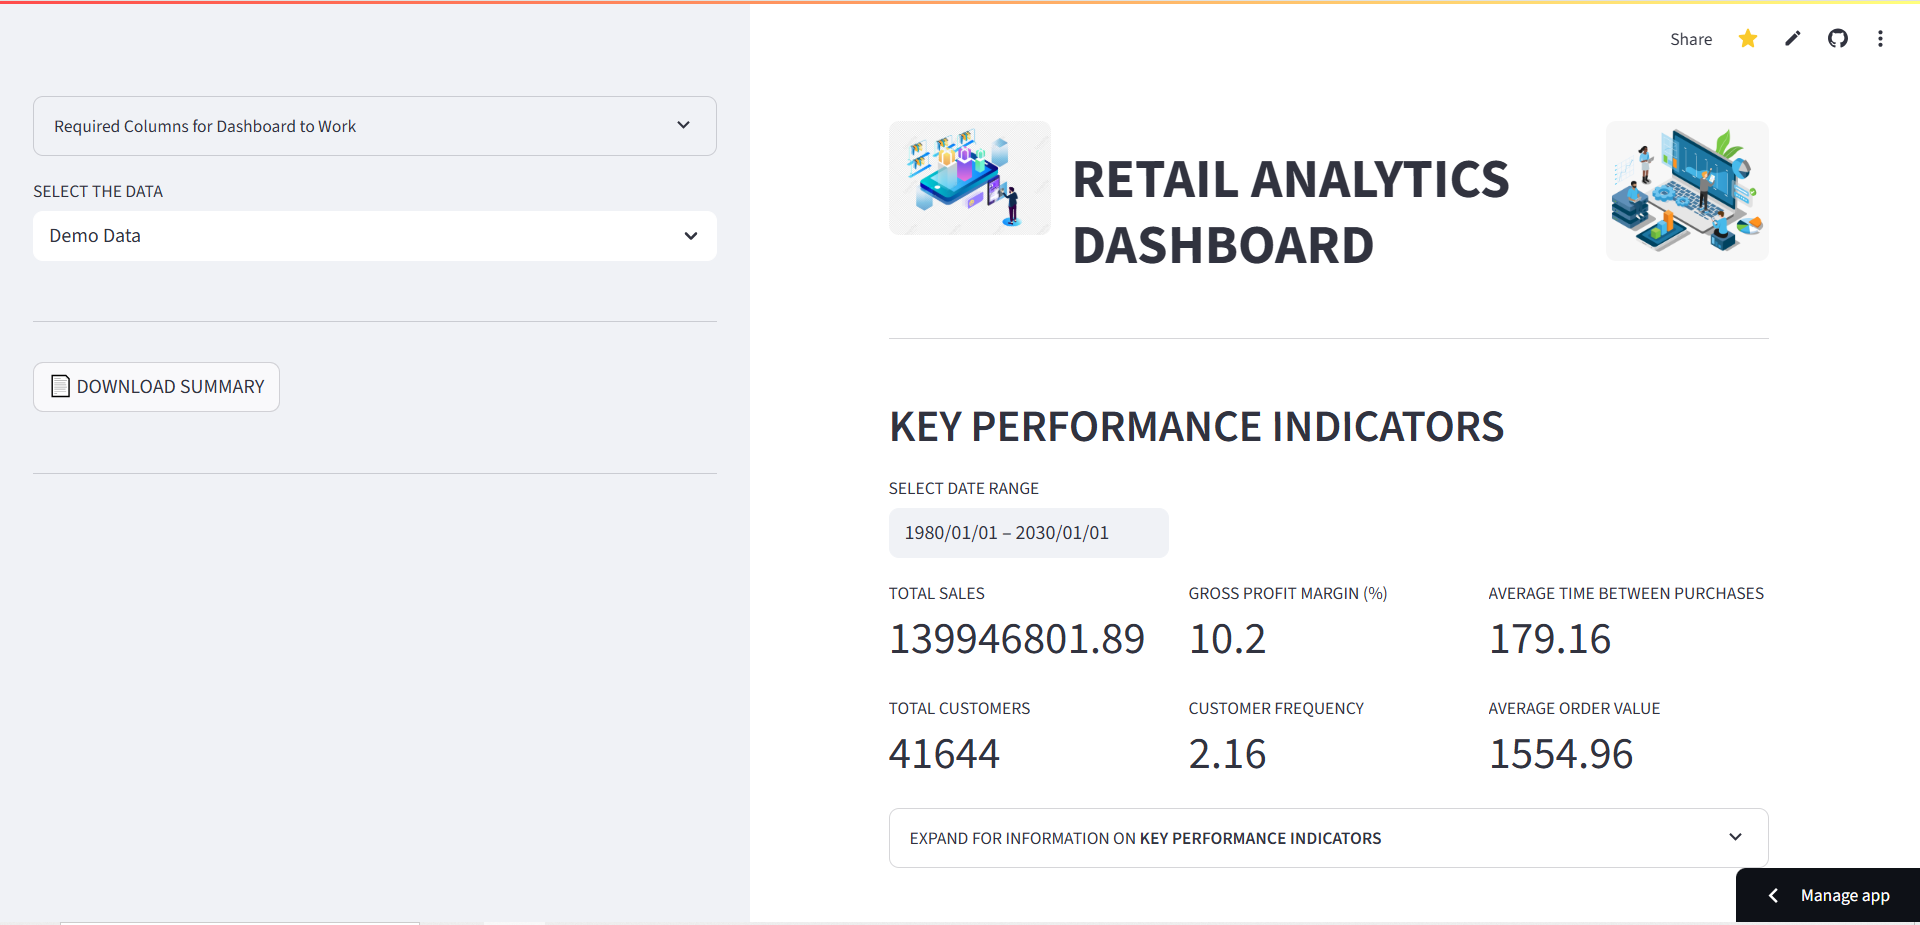 Share
Required Columns for Dashboard to Work
SELECT THE DATA
Demo Data
DOWNLOAD SUMMARY
RETAIL ANALYTICS
DASHBOARD
KEY PERFORMANCE INDICATORS
SELECT DATE RANGE
1980/01/01 – 2030/01/01
TOTAL SALES
139946801.89
GROSS PROFIT MARGIN (%)
10.2
AVERAGE TIME BETWEEN PURCHASES
179.16
TOTAL CUSTOMERS
41644
CUSTOMER FREQUENCY
2.16
AVERAGE ORDER VALUE
1554.96
EXPAND FOR INFORMATION ON KEY PERFORMANCE INDICATORS
Manage app